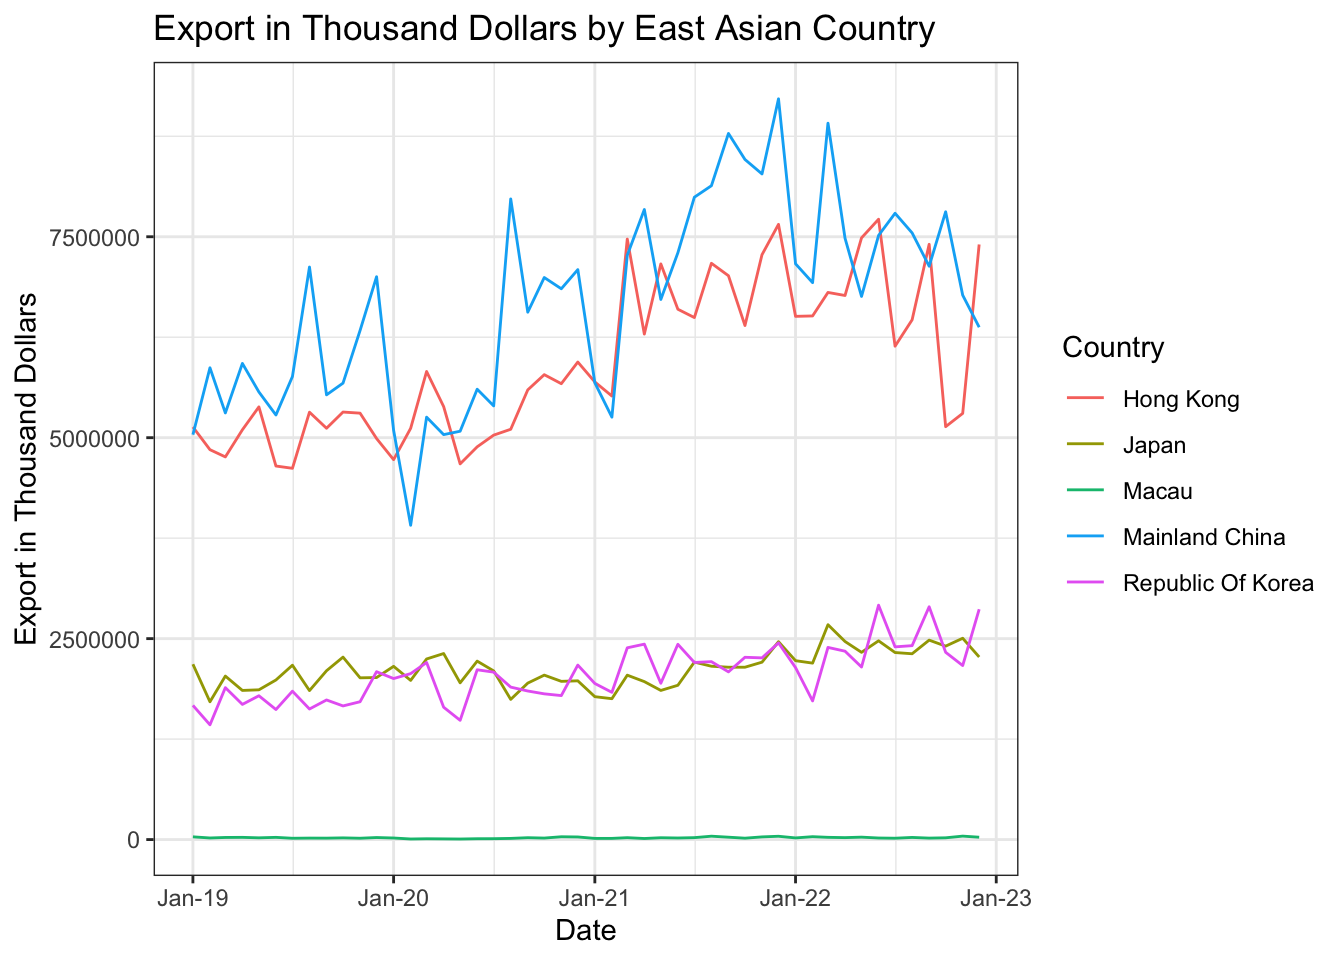 Export in Thousand Dollars by East Asian Country
Export in Thousand Dollars
7500000
5000000
2500000
0
Jan-19
Jan-20
Jan-21
Jan-22
Jan-23
Date
Country
Hong Kong
Japan
Macau
Mainland China
Republic Of Korea